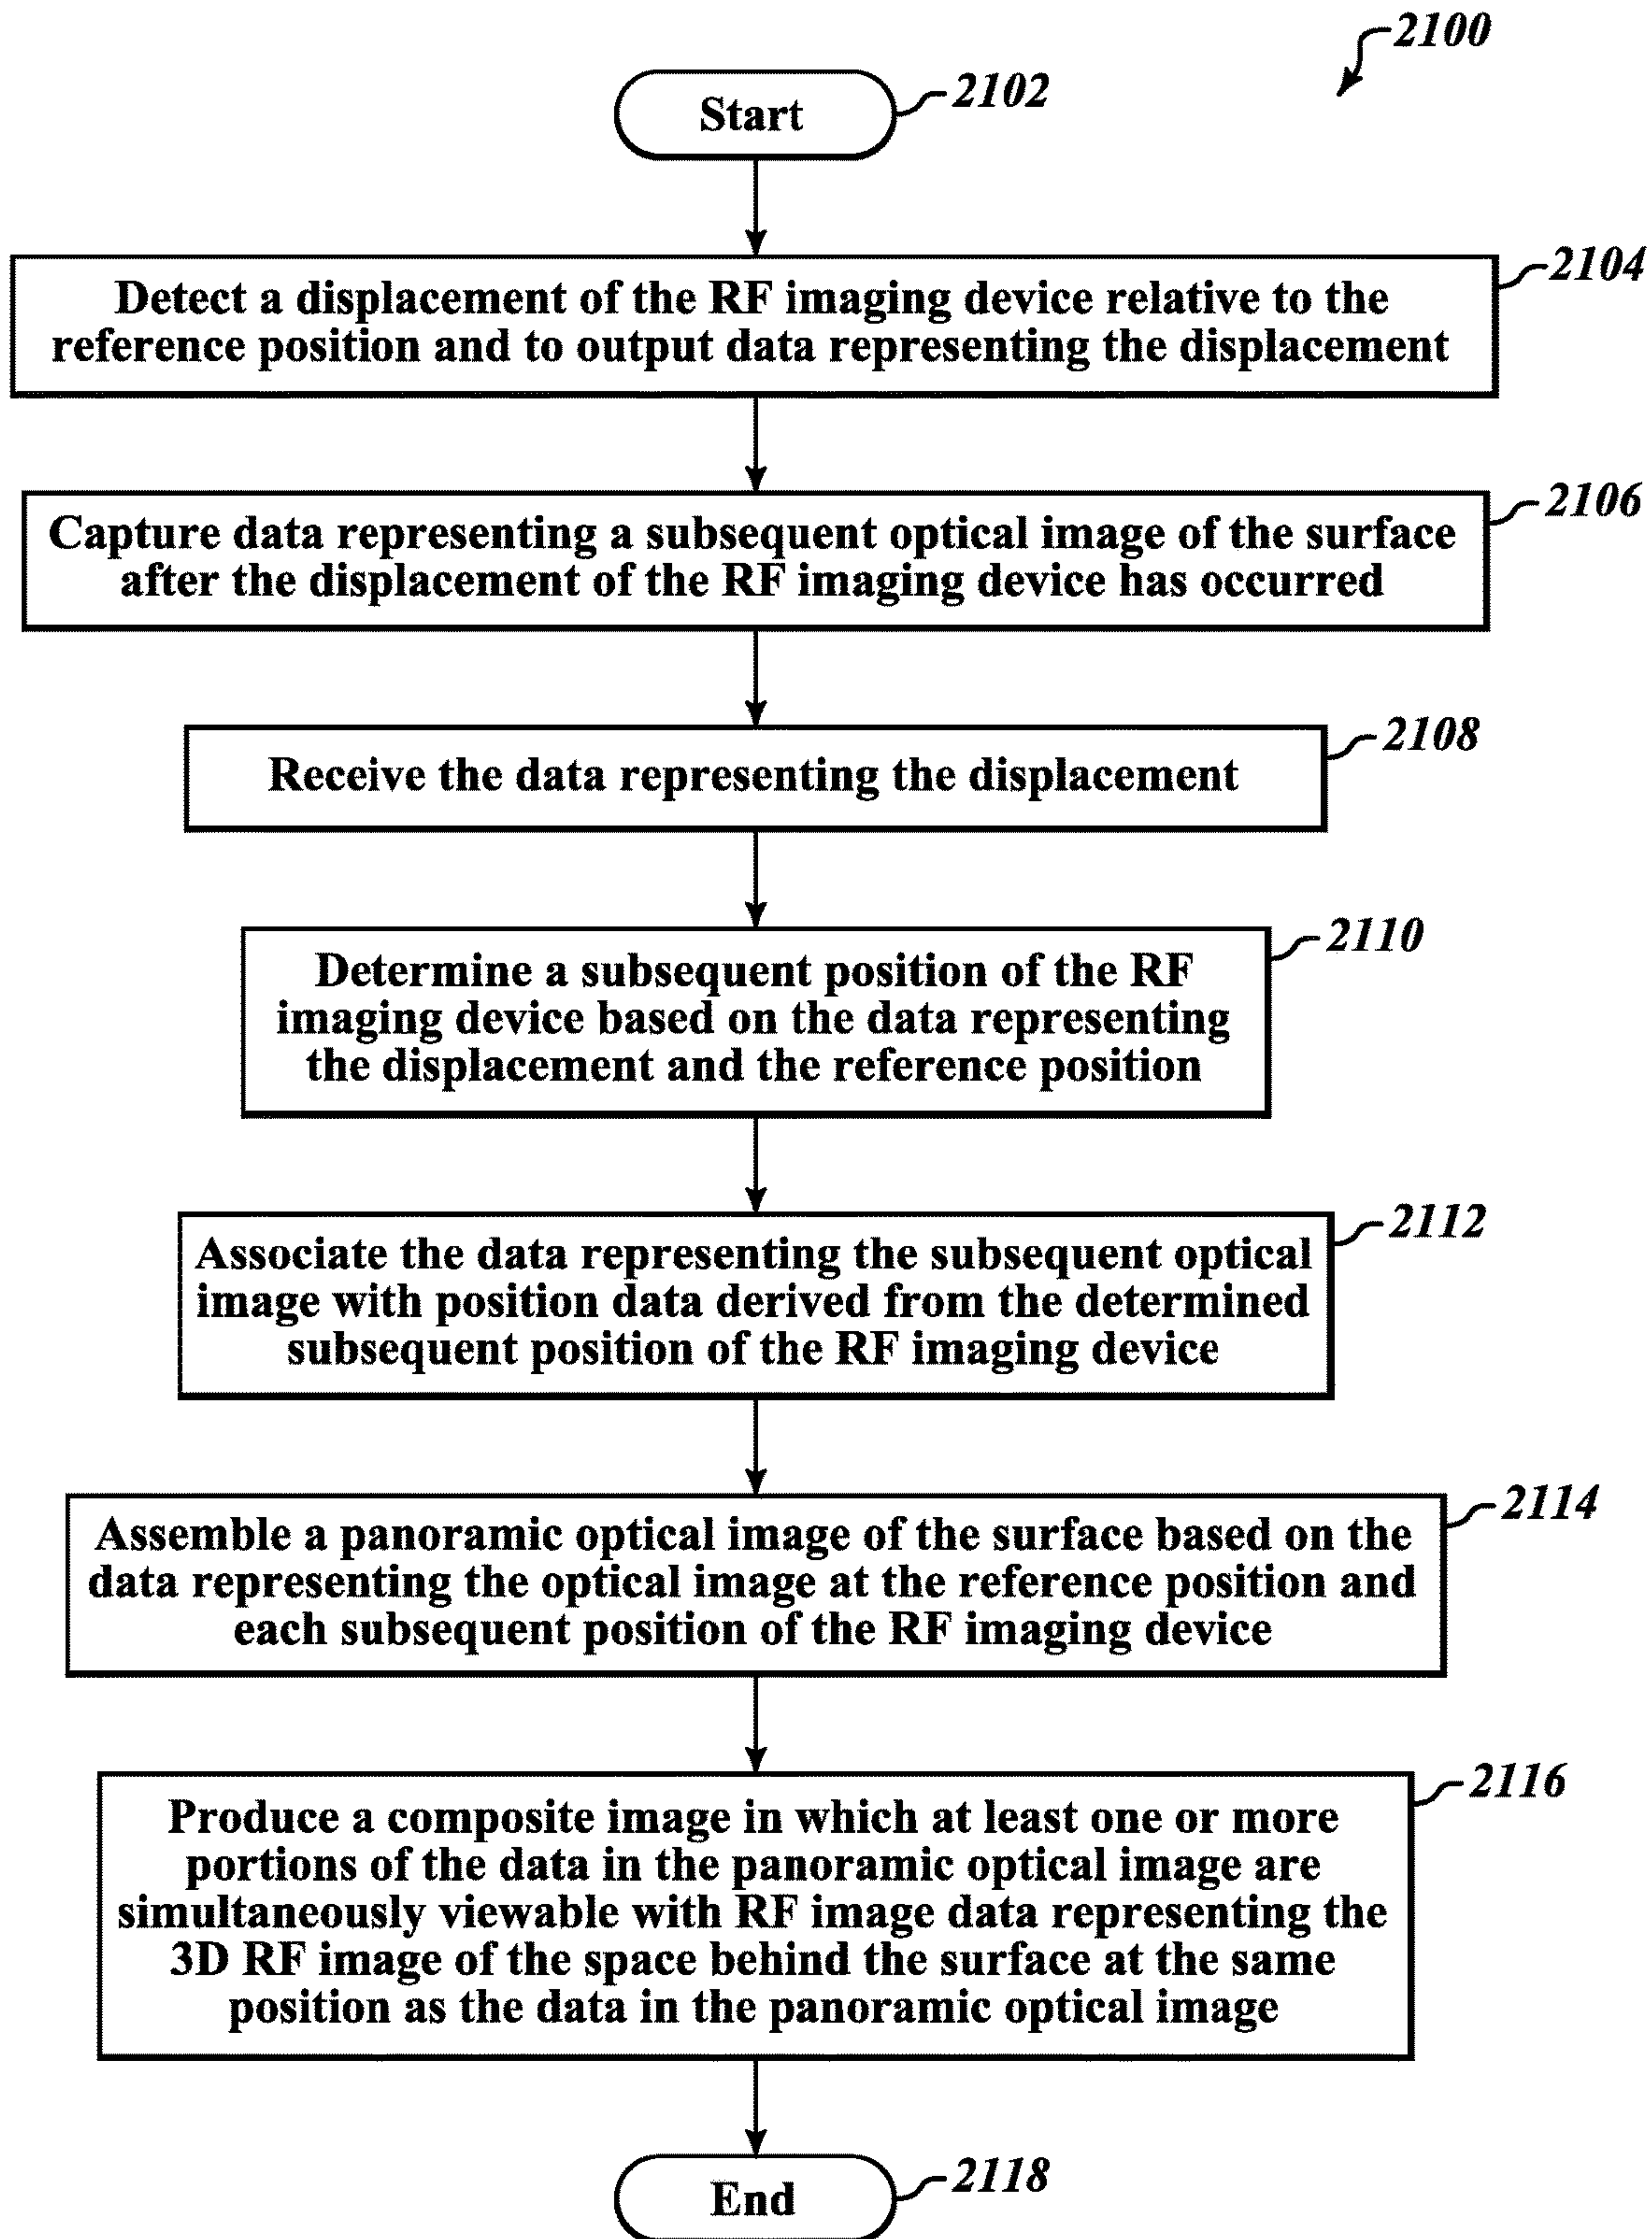 2100
Start
2102
2104
Detect a displacement of the RF imaging device relative to the
reference position and to output data representing the displacement
2106
Capture data representing a subsequent optical image of the surface
after the displacement of the RF imaging device has occurred
2108
Receive the data representing the displacement
2110
Determine a subsequent position of the RF
imaging device based on the data representing
the displacement and the reference position
2112
Associate the data representing the subsequent optical
image with position data derived from the determined
subsequent position of the RF imaging device
2114
Assemble a panoramic optical image of the surface based on the
data representing the optical image at the reference position and
each subsequent position of the RF imaging device
2116
Produce a composite image in which at least one or more
portions of the data in the panoramic optical image are
simultaneously viewable with RF image data representing the
3D RF image of the space behind the surface at the same
position as the data in the panoramic optical image
End
2118